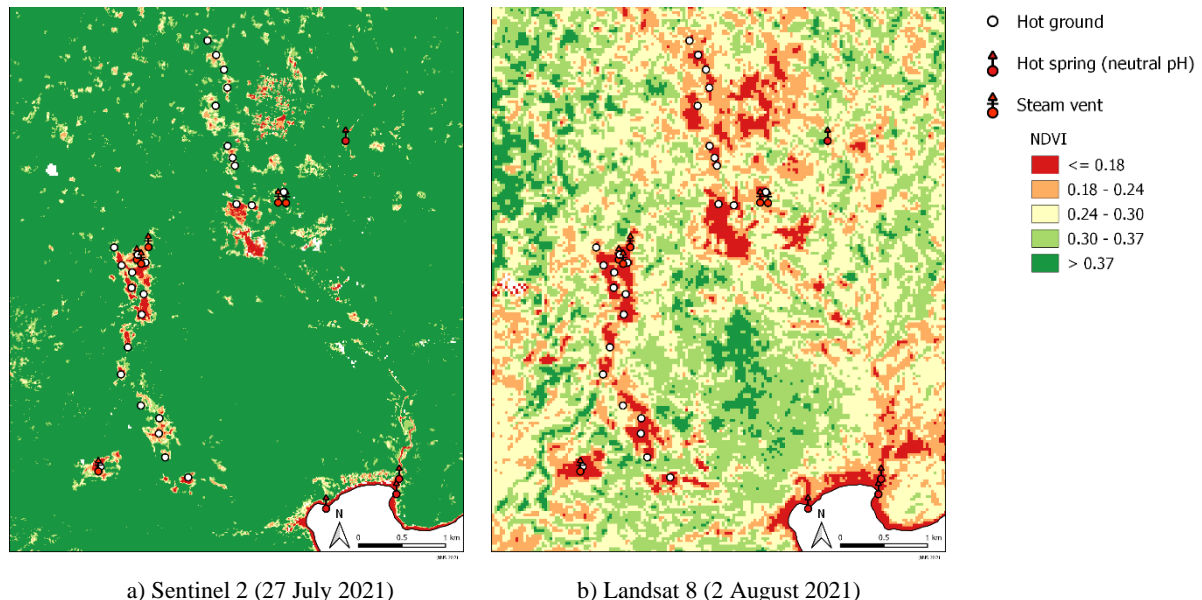 Hot ground
Hot spring (neutral pH)
Steam vent
NDVI
<= 0.18
0.18 - 0.24
0.24 - 0.30
0.30 - 0.37
> 0.37
N
0 0.5 1 km
N
0 0.5 1 km
a) Sentinel 2 (27 July 2021)
b) Landsat 8 (2 August 2021)